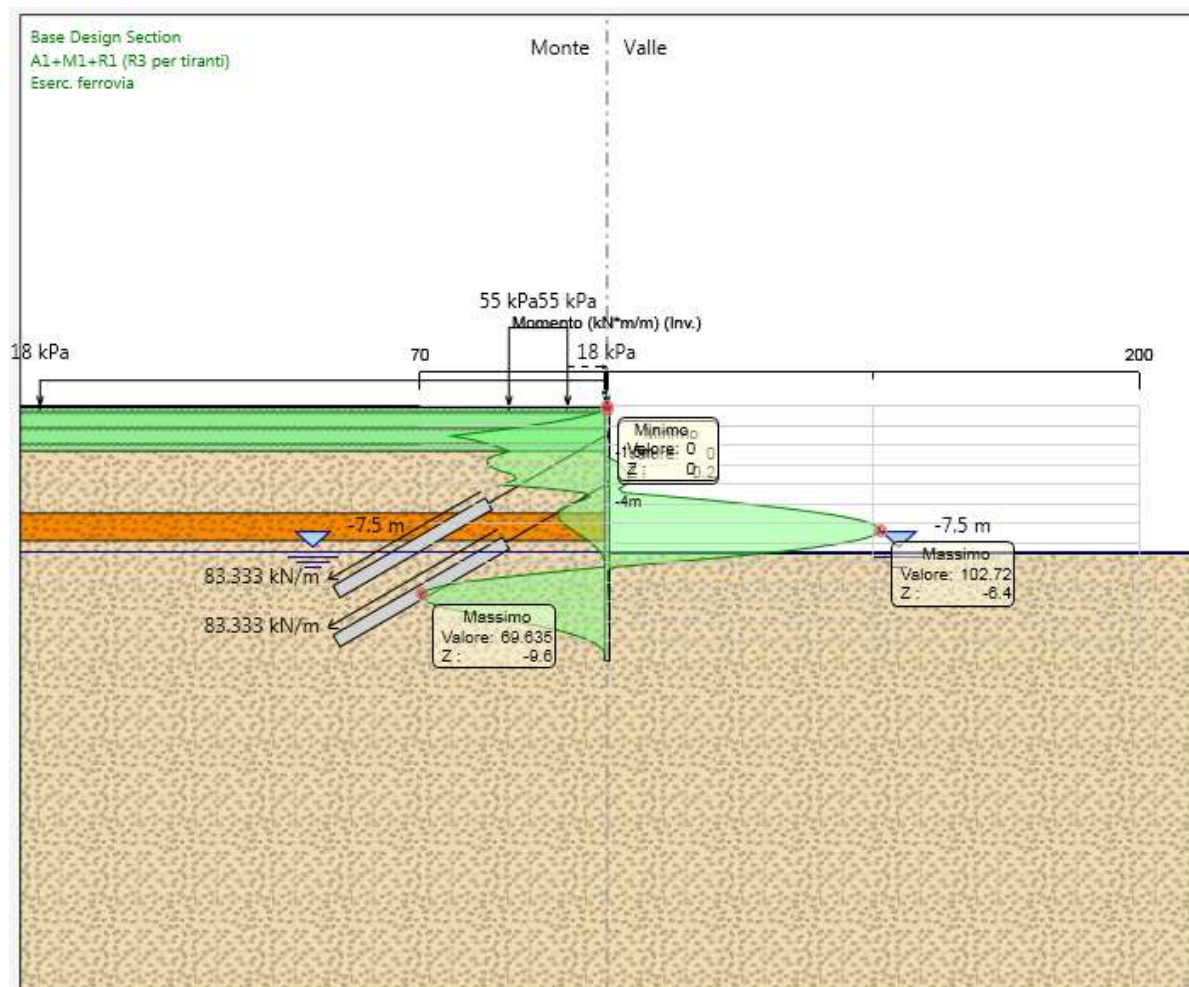 Base Design Section
A1+M1+R1 (R3 per tiranti)
Eserc. ferrovia
Monte
Valle
55 kPa
55 kPa
Momento (kN*m/m) (Inv.)
18 kPa
70
18 kPa
200
Minimo
Valore: 0
Z : 0
-4m
-7.5 m
-7.5 m
Massimo
Valore: 102.72
Z : -6.4
83.333 kN/m
83.333 kN/m
Massimo
Valore: 69.635
Z : -9.6